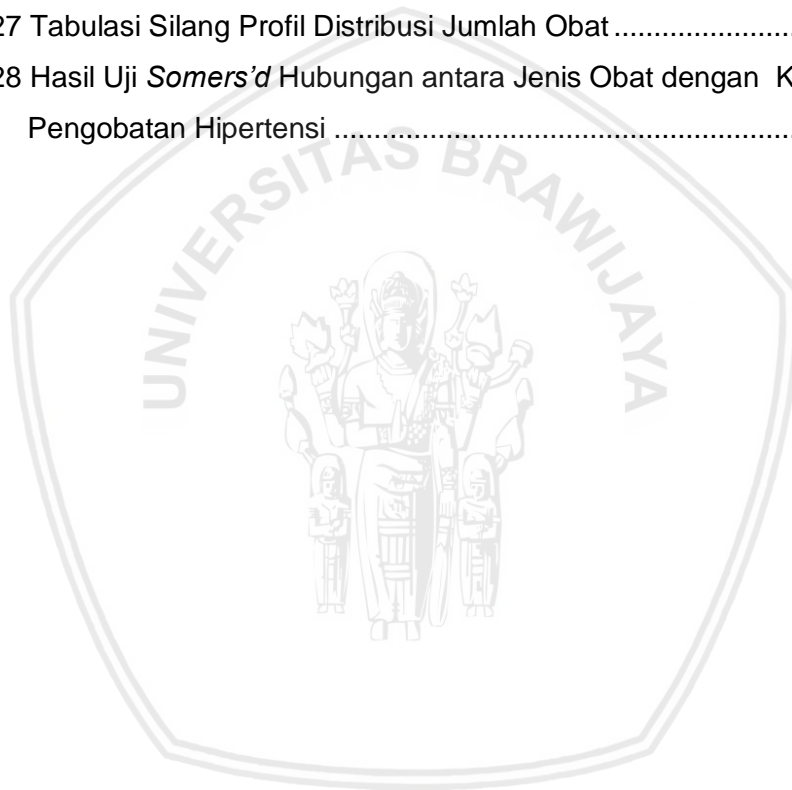 27 Tabulasi Silang Profil Distribusi Jumlah Obat ......................
28 Hasil Uji Somers’d Hubungan antara Jenis Obat dengan K
Pengobatan Hipertensi ........................................................................
UNIVERSITAS BRAWIJAYA